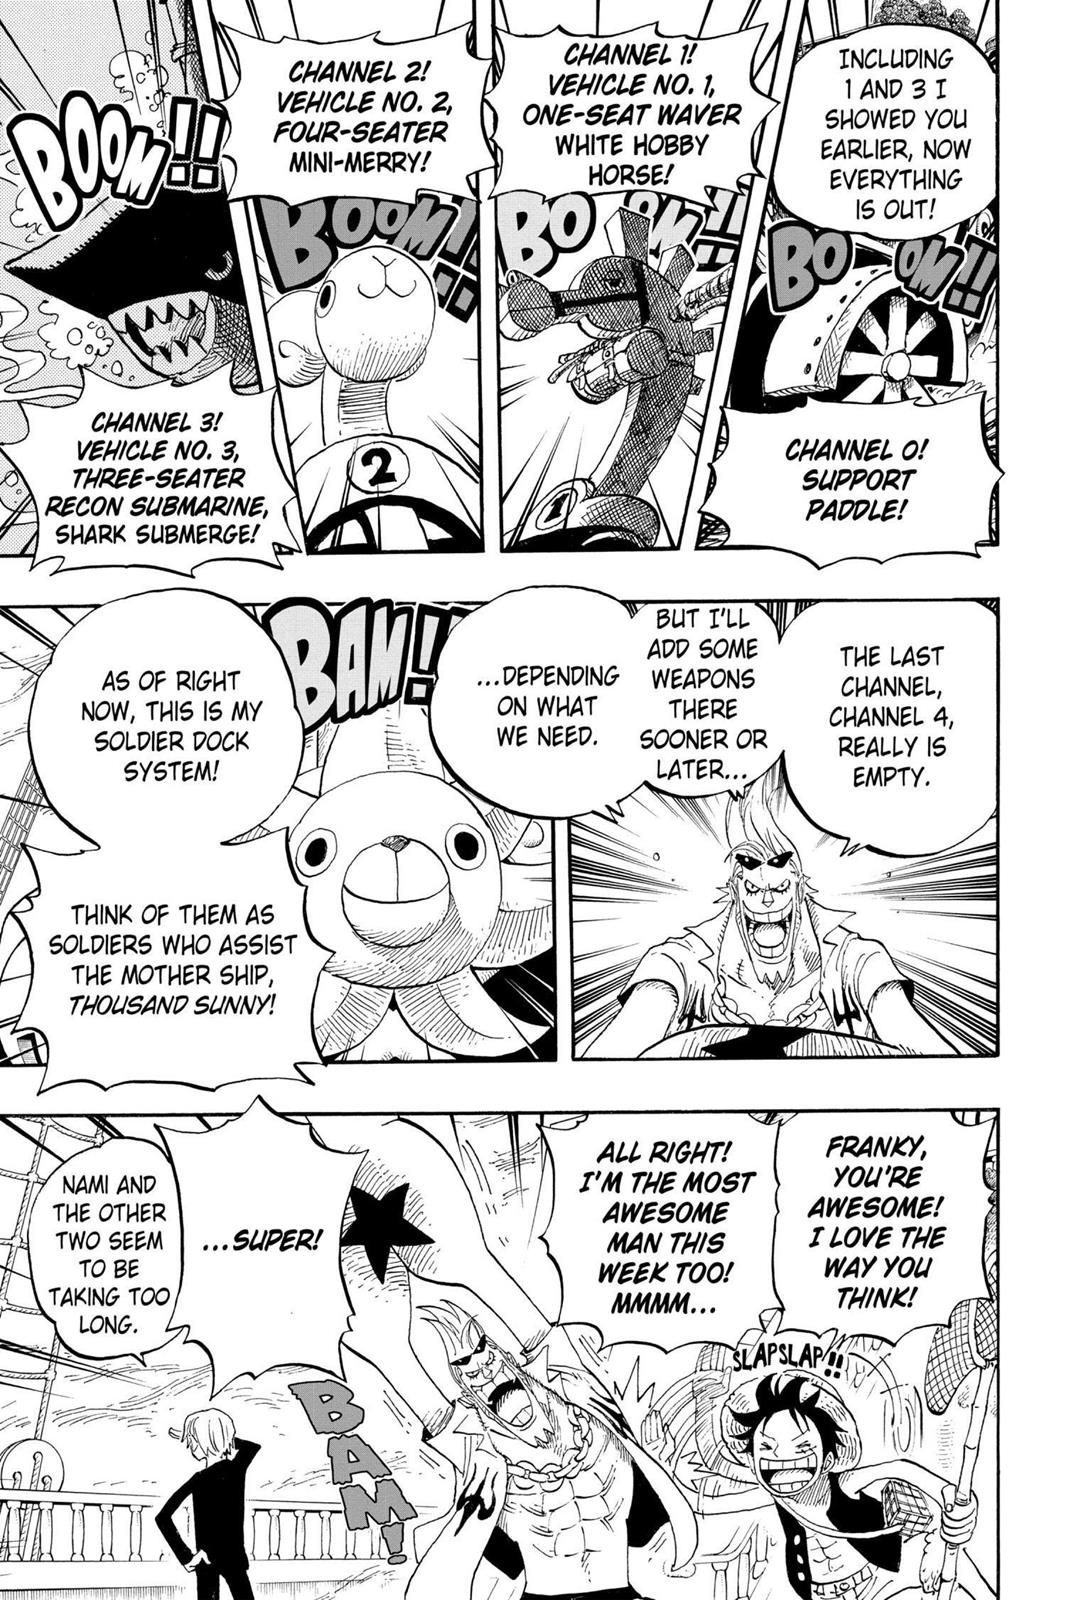 INCLUDING
1 AND 3 I
SHOWED YOU
EARLIER, NOW
EVERYTHING
IS OUT!
BOOM!!
CHANNEL 0!
SUPPORT
PADDLE!
CHANNEL 1!
VEHICLE NO. 1,
ONE-SEAT WAVER
WHITE HOBBY
HORSE!
BOOM!!
1
CHANNEL 2!
VEHICLE NO. 2,
FOUR-SEATER
MINI-MERRY!
BOOM!!
2
BOOM!!
CHANNEL 3!
VEHICLE NO. 3,
THREE-SEATER
RECON SUBMARINE,
SHARK SUBMERGE!
THE LAST
CHANNEL,
CHANNEL 4,
REALLY IS
EMPTY.
BUT I'LL
ADD SOME
WEAPONS
THERE
SOONER OR
LATER...
...DEPENDING
ON WHAT
WE NEED.
BAM!!
AS OF RIGHT
NOW, THIS IS MY
SOLDIER DOCK
SYSTEM!
THINK OF THEM AS
SOLDIERS WHO ASSIST
THE MOTHER SHIP,
THOUSAND SUNNY!
FRANKY,
YOU'RE
AWESOME!
I LOVE THE
WAY YOU
THINK!
SLAPSLAP!!
ALL RIGHT!
I'M THE MOST
AWESOME
MAN THIS
WEEK TOO!
MMMM...
...SUPER!
BAM!
NAMI AND
THE OTHER
TWO SEEM
TO BE
TAKING TOO
LONG.